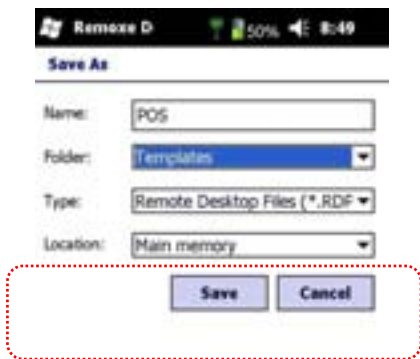 Remoxe D 50% 8:49
Save As
Name: POS
Folder: Templates
Type: Remote Desktop Files (*.RDF
Location: Main memory
Save Cancel